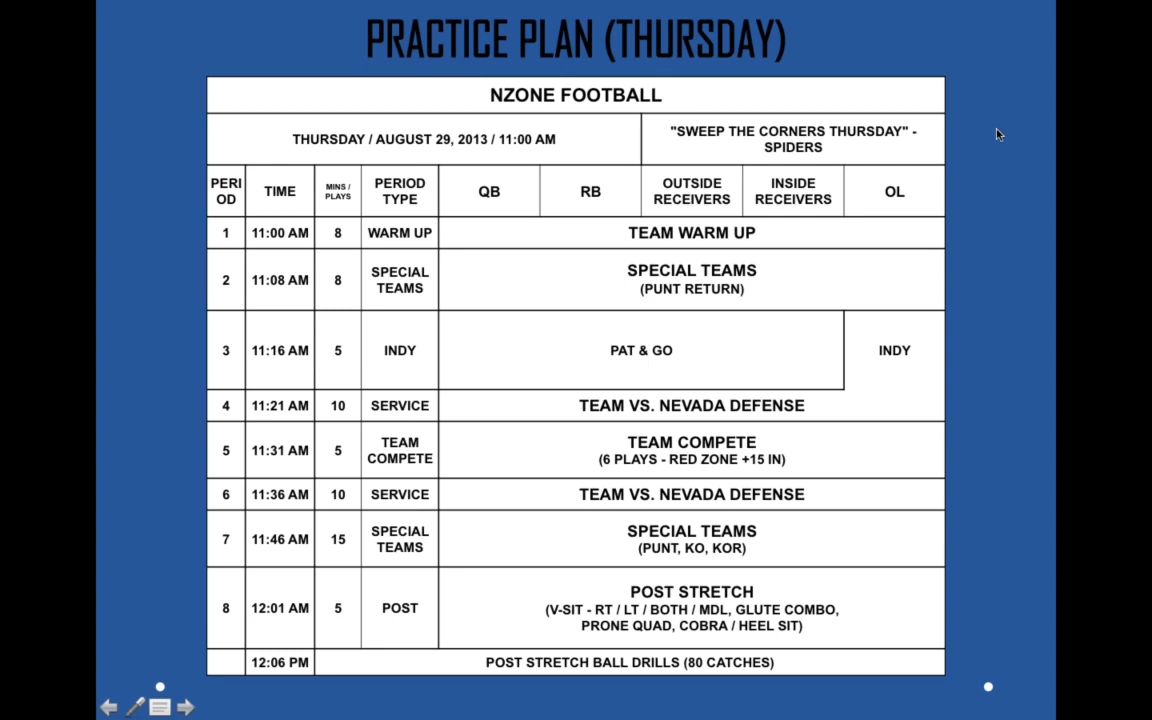 PRACTICE PLAN (THURSDAY)
NZONE FOOTBALL
THURSDAY / AUGUST 29, 2013 / 11:00 AM
"SWEEP THE CORNERS THURSDAY" -
SPIDERS
PERI
OD
TIME
MINS /
PLAYS
PERIOD
TYPE
QB
RB
OUTSIDE
RECEIVERS
INSIDE
RECEIVERS
OL
1 11:00 AM 8 WARM UP TEAM WARM UP
2 11:08 AM 8
SPECIAL
TEAMS
SPECIAL TEAMS
(PUNT RETURN)
3 11:16 AM 5 INDY PAT & GO INDY
4 11:21 AM 10 SERVICE TEAM VS. NEVADA DEFENSE
5 11:31 AM 5
TEAM
COMPETE
TEAM COMPETE
(6 PLAYS - RED ZONE +15 IN)
6 11:36 AM 10 SERVICE TEAM VS. NEVADA DEFENSE
7 11:46 AM 15
SPECIAL
TEAMS
SPECIAL TEAMS
(PUNT, KO, KOR)
8 12:01 AM 5 POST
POST STRETCH
(V-SIT - RT / LT / BOTH / MDL, GLUTE COMBO,
PRONE QUAD, COBRA / HEEL SIT)
12:06 PM POST STRETCH BALL DRILLS (80 CATCHES)